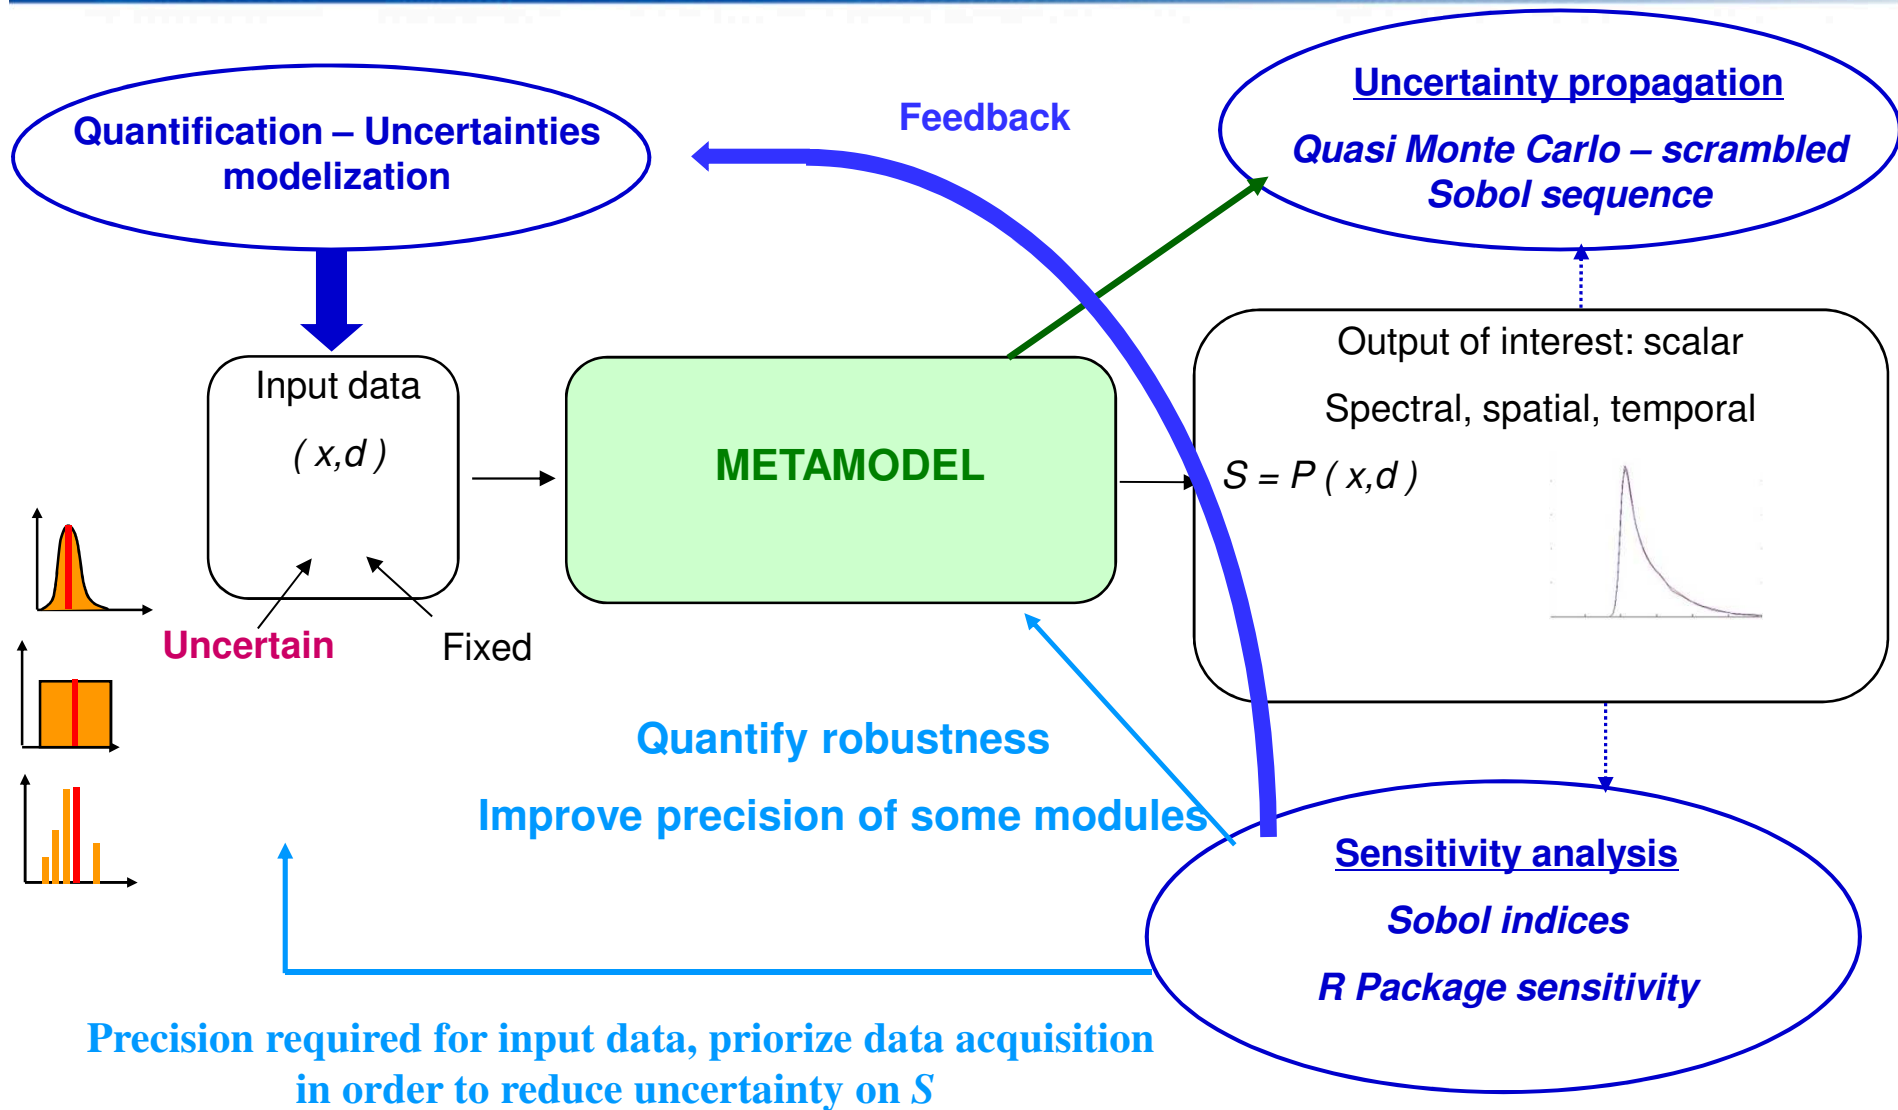 Quantification – Uncertainties
modelization
Feedback
Uncertainty propagation
Quasi Monte Carlo – scrambled
Sobol sequence
Input data
( x,d )
Uncertain
Fixed
METAMODEL
Output of interest: scalar
Spectral, spatial, temporal
S = P ( x,d )
Quantify robustness
Improve precision of some modules
Sensitivity analysis
Sobol indices
R Package sensitivity
Precision required for input data, priorize data acquisition
in order to reduce uncertainty on S